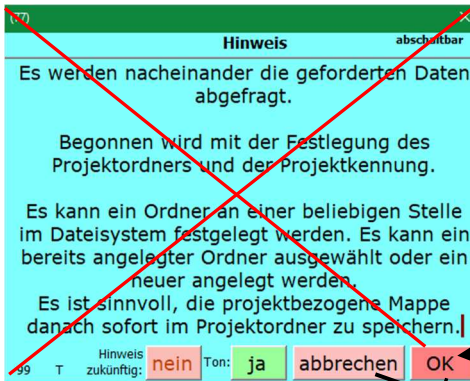 (77)
Hinweis abschaltbar
Es werden nacheinander die geforderten Daten
abgefragt.
Begonnen wird mit der Festlegung des
Projektordners und der Projektkennung.
Es kann ein Ordner an einer beliebigen Stelle
im Dateisystem festgelegt werden. Es kann ein
bereits angelegter Ordner ausgewählt oder ein
neuer angelegt werden.
Es ist sinnvoll, die projektbezogene Mappe
danach sofort im Projektordner zu speichern.
99 T Hinweis zukünftig: nein Ton: ja abbrechen OK